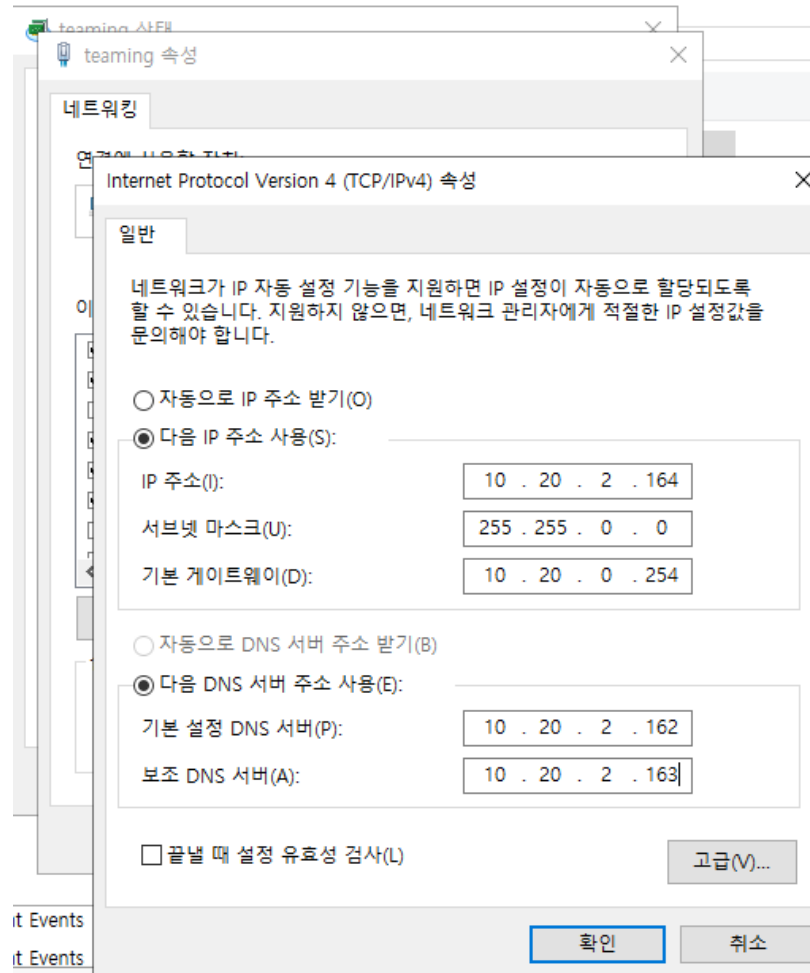 teaming 상태
teaming 속성
네트워킹
Internet Protocol Version 4 (TCP/IPv4) 속성
일반
네트워크가 IP 자동 설정 기능을 지원하면 IP 설정이 자동으로 할당되도록
할 수 있습니다. 지원하지 않으면, 네트워크 관리자에게 적절한 IP 설정값을
문의해야 합니다.
자동으로 IP 주소 받기(O)
다음 IP 주소 사용(S):
IP 주소(I): 10 . 20 . 2 . 164
서브넷 마스크(U): 255 . 255 . 0 . 0
기본 게이트웨이(D): 10 . 20 . 0 . 254
자동으로 DNS 서버 주소 받기(B)
다음 DNS 서버 주소 사용(E):
기본 설정 DNS 서버(P): 10 . 20 . 2 . 162
보조 DNS 서버(A): 10 . 20 . 2 . 163
끝낼 때 설정 유효성 검사(L)
고급(V)...
확인 취소
nt Events
nt Events